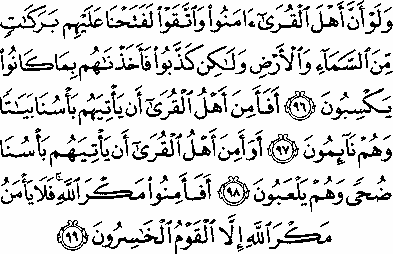 وَلَوْ أَنَّ أَهْلَ ٱلْقُرَىٰٓ ءَامَنُوا۟ وَٱتَّقَوْا۟ لَفَتَحْنَا عَلَيْهِم بَرَكَٰتٍ
مِّنَ ٱلسَّمَآءِ وَٱلْأَرْضِ وَلَٰكِن كَذَّبُوا۟ فَأَخَذْنَٰهُم بِمَا كَانُوا۟
يَكْسِبُونَ ٩٦ أَفَأَمِنَ أَهْلُ ٱلْقُرَىٰٓ أَن يَأْتِيَهُم بَأْسُنَا بَيَٰتًا
وَهُمْ نَآئِمُونَ ٩٧ أَوَأَمِنَ أَهْلُ ٱلْقُرَىٰٓ أَن يَأْتِيَهُم بَأْسُنَا
ضُحًى وَهُمْ يَلْعَبُونَ ٩٨ أَفَأَمِنُوا۟ مَكْرَ ٱللَّهِ ۚ فَلَا يَأْمَنُ
مَكْرَ ٱللَّهِ إِلَّا ٱلْقَوْمُ ٱلْخَٰسِرُونَ ٩٩